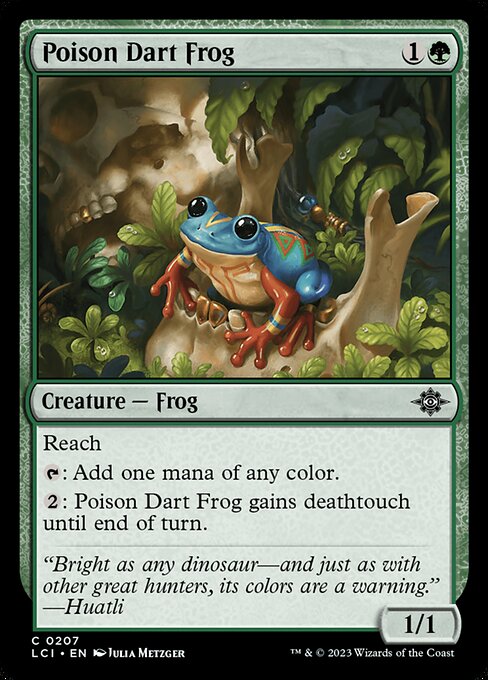 Poison Dart Frog 1
Creature — Frog
Reach
: Add one mana of any color.
2: Poison Dart Frog gains deathtouch
until end of turn.
“Bright as any dinosaur—and just as with
other great hunters, its colors are a warning.”
—Huatli
1/1
C 0207
LCI • EN Julia Metzger
™ & © 2023 Wizards of the Coast